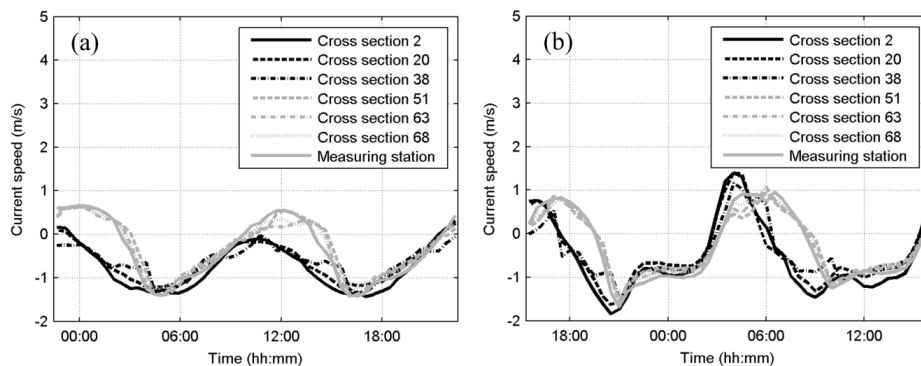 (a)
Current speed (m/s)
5
4
3
2
1
0
-1
-2
Cross section 2
Cross section 20
Cross section 38
Cross section 51
Cross section 63
Cross section 68
Measuring station
00:00 06:00 12:00 18:00
Time (hh:mm)
(b)
Current speed (m/s)
5
4
3
2
1
0
-1
-2
Cross section 2
Cross section 20
Cross section 38
Cross section 51
Cross section 63
Cross section 68
Measuring station
18:00 00:00 06:00 12:00
Time (hh:mm)